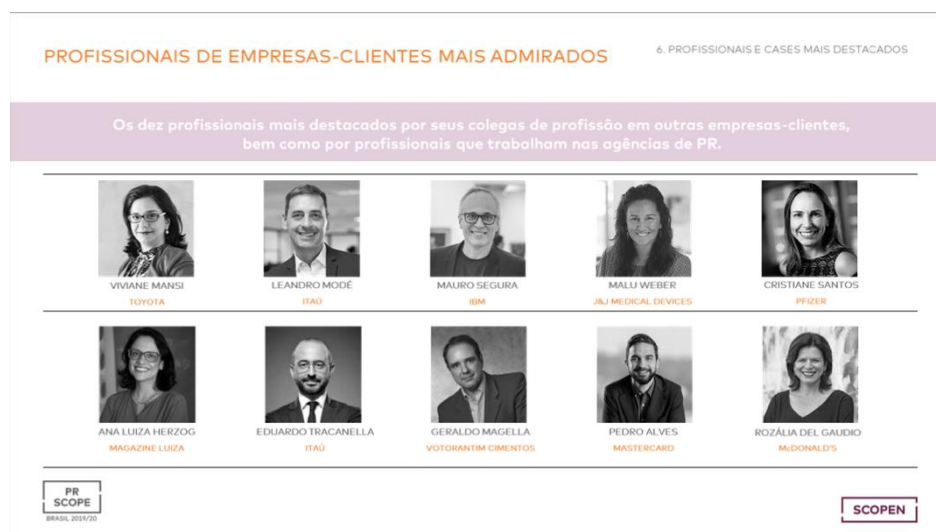 PROFISSIONAIS DE EMPRESAS-CLIENTES MAIS ADMIRADOS
6. PROFISSIONAIS E CASES MAIS DESTACADOS
Os dez profissionais mais destacados por seus colegas de profissão em outras empresas-clientes,
bem como por profissionais que trabalham nas agências de PR.
VIVIANE MANSI
TOYOTA
LEANDRO MODÉ
ITAÚ
MAURO SEGURA
IBM
MALU WEBER
J&J MEDICAL DEVICES
CRISTIANE SANTOS
PFIZER
ANA LUIZA HERZOG
MAGAZINE LUIZA
EDUARDO TRACANELLA
ITAÚ
GERALDO MAGELLA
VOTORANTIM CIMENTOS
PEDRO ALVES
MASTERCARD
ROZÁLIA DEL GAUDIO
McDONALD'S
PR
SCOPE
BRASIL 2019/20
SCOPEN